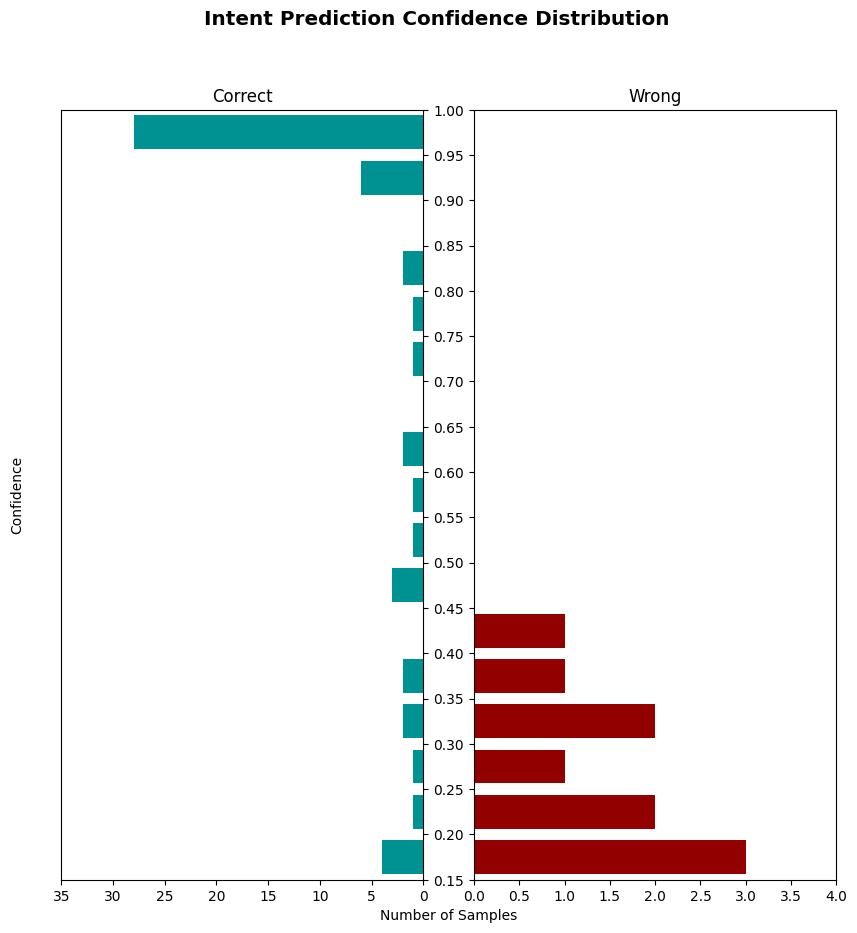 Intent Prediction Confidence Distribution
Correct
Wrong
1.00
0.95
0.90
0.85
0.80
0.75
0.70
0.65
0.60
0.55
0.50
0.45
0.40
0.35
0.30
0.25
0.20
0.15
Confidence
35 30 25 20 15 10 5 0
0.0 0.5 1.0 1.5 2.0 2.5 3.0 3.5 4.0
Number of Samples